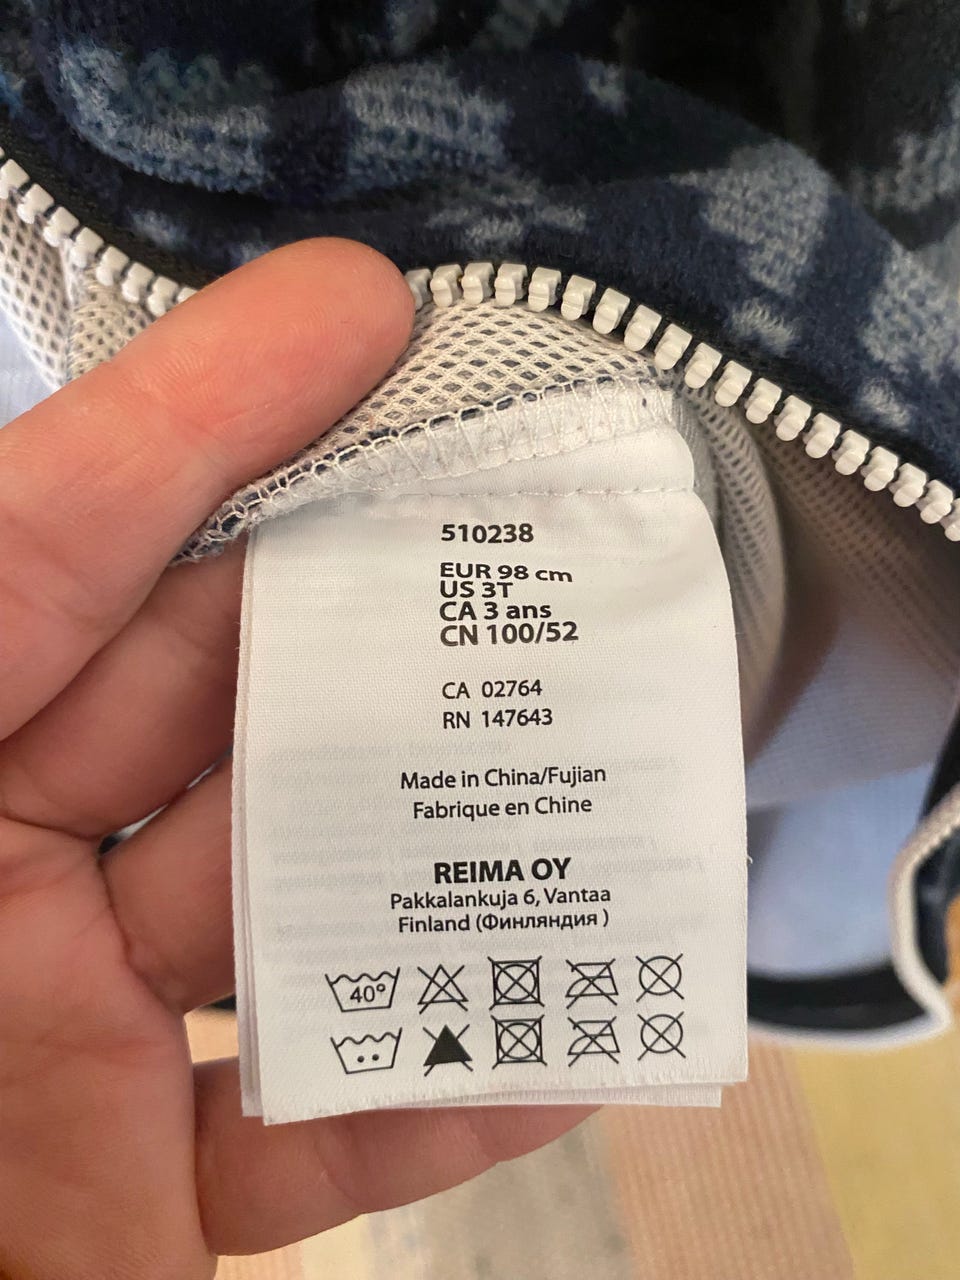 510238
EUR 98 cm
US 3T
CA 3 ans
CN 100/52
CA 02764
RN 147643
Made in China/Fujian
Fabrique en Chine
REIMA OY
Pakkalankuja 6, Vantaa
Finland (Финляндия )
40°